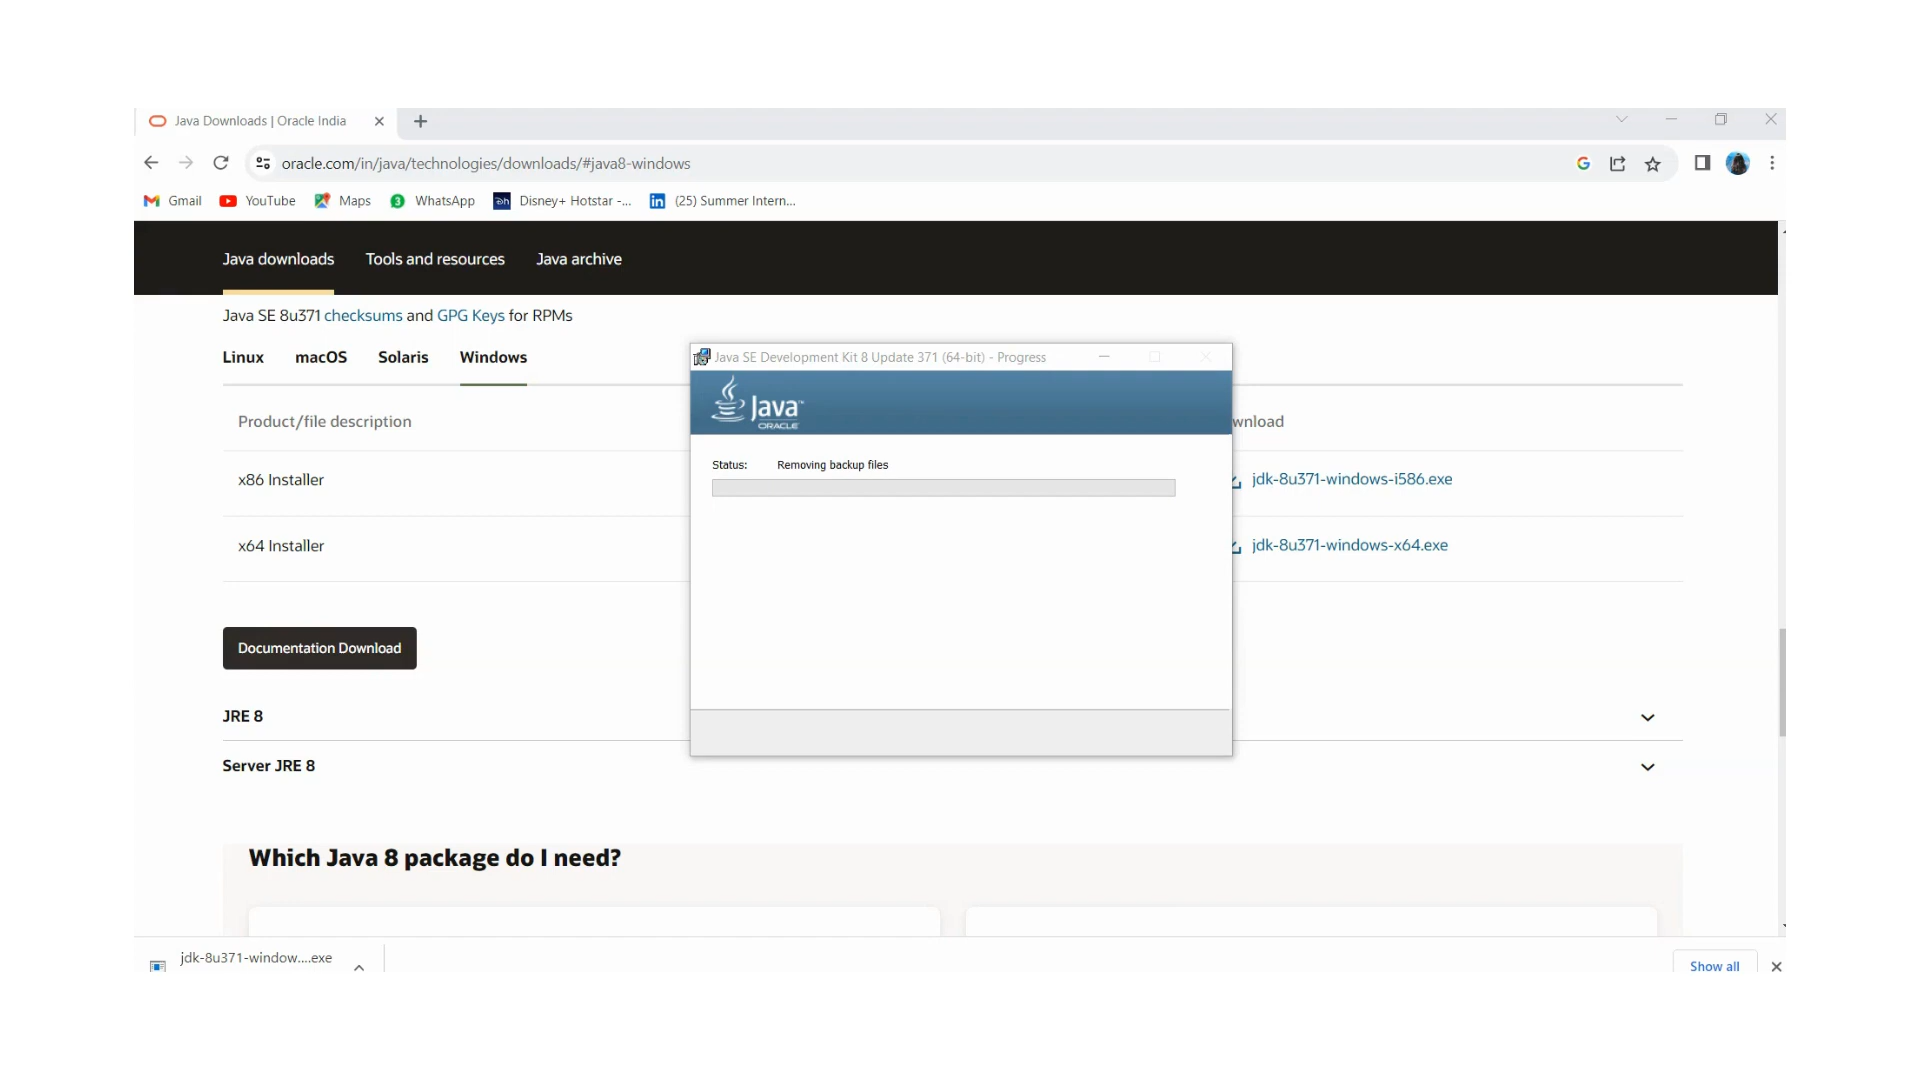 Java Downloads | Oracle India
oracle.com/in/java/technologies/downloads/#java8-windows
Gmail YouTube Maps WhatsApp Disney+ Hotstar -... (25) Summer Intern...
Java downloads Tools and resources Java archive
Java SE 8u371 checksums and GPG Keys for RPMs
Linux macOS Solaris Windows
Product/file description
wnload
x86 Installer
jdk-8u371-windows-i586.exe
x64 Installer
jdk-8u371-windows-x64.exe
Documentation Download
JRE 8
Server JRE 8
Which Java 8 package do I need?
Java SE Development Kit 8 Update 371 (64-bit) - Progress
Java™
ORACLE
Status: Removing backup files
jdk-8u371-window....exe
Show all